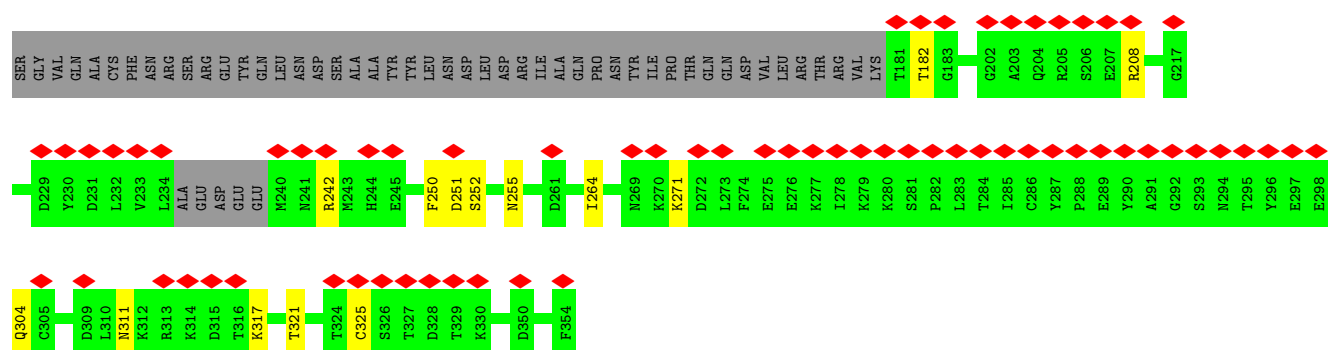 SER GLY VAL GLN ALA CYS PHE ASN ARG SER ARG GLU TYR GLN LEU ASN ASP SER ALA ALA TYR TYR LEU ASN ASP LEU ASP ARG ILE ALA GLN PRO ASN TYR ILE PRO THR GLN GLN ASP VAL LEU ARG THR ARG VAL LYS T181 T182 G183 G202 A203 Q204 R205 S206 E207 R208 G217
D229 Y230 D231 L232 V233 L234 ALA GLU ASP GLU GLU M240 N241 R242 M243 H244 E245 F250 D251 S252 N255 D261 I264 N269 K270 K271 D272 L273 F274 E275 E276 K277 I278 K279 K280 S281 P282 L283 T284 I285 C286 Y287 P288 E289 Y290 A291 G292 S293 N294 T295 Y296 E297 E298
Q304 C305 D309 L310 N311 K312 R313 K314 D315 T316 K317 T321 T324 C325 S326 T327 D328 T329 K330 D350 F354